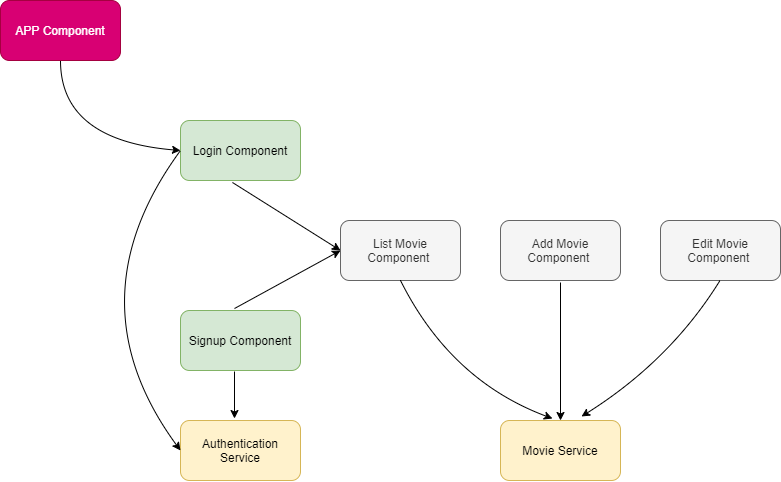 APP Component
Login Component
List Movie
Component
Add Movie
Component
Edit Movie
Component
Signup Component
Authentication
Service
Movie Service